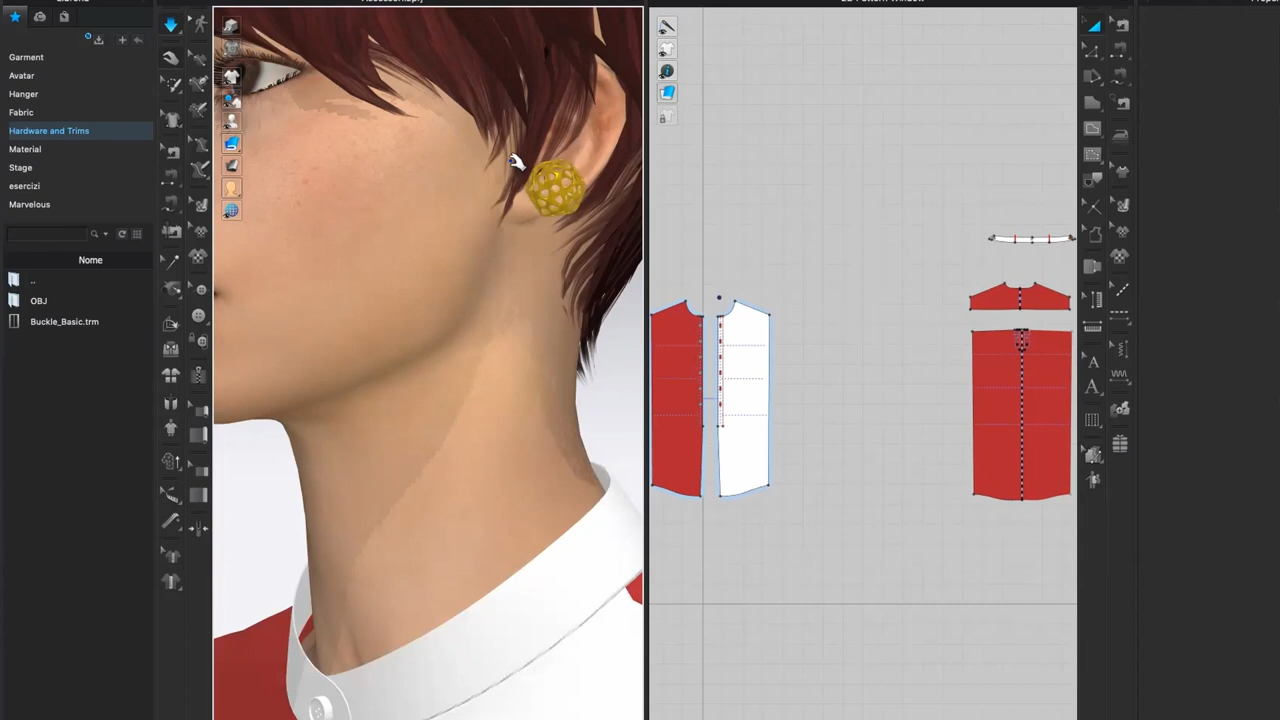 Garment
Avatar
Hanger
Fabric
Hardware and Trims
Material
Stage
esercizi
Marvelous
Nome
..
OBJ
Buckle_Basic.trm